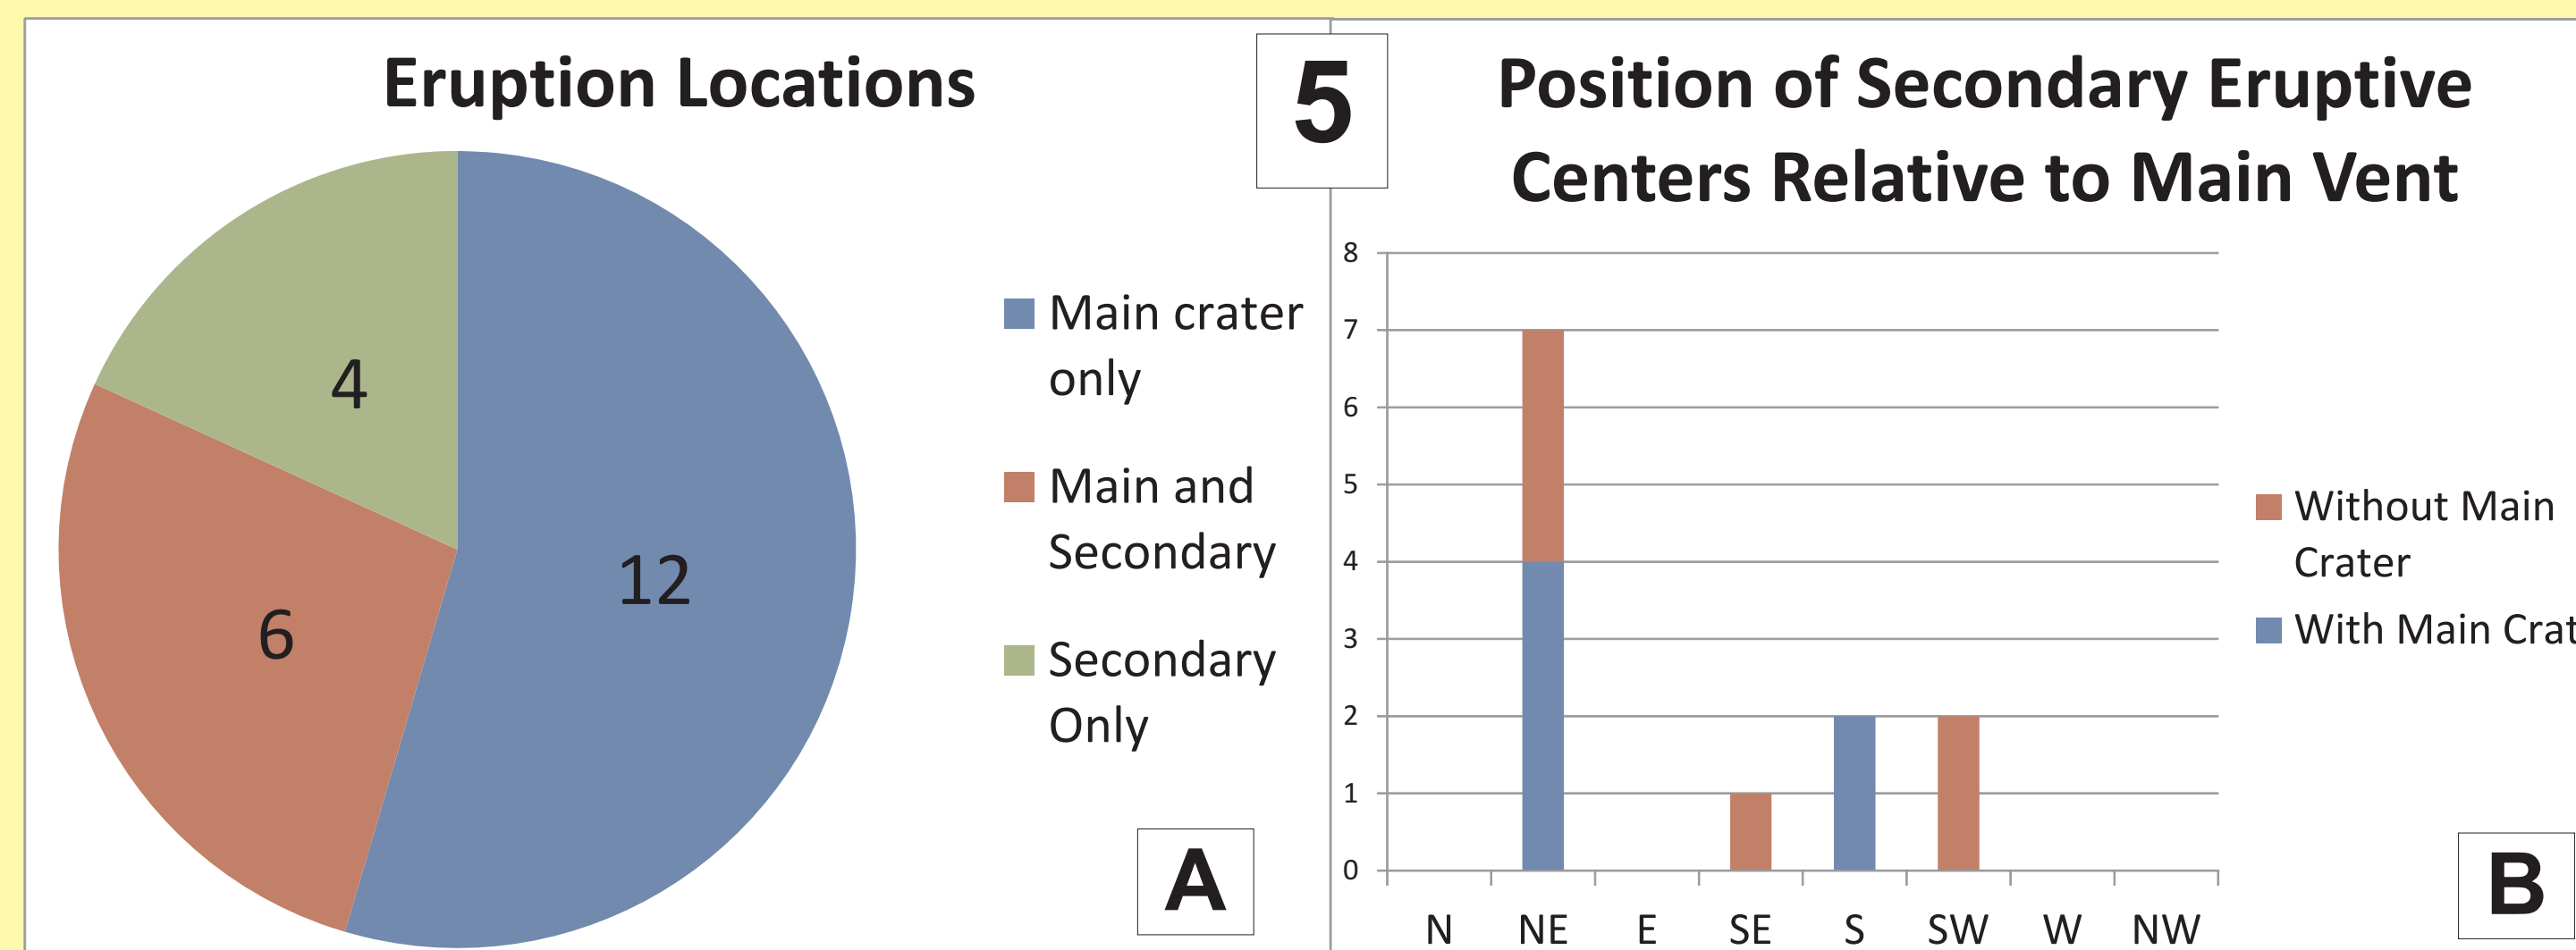 Eruption Locations
4
6
12
Main crater
only
Main and
Secondary
Secondary
Only
A
5
Position of Secondary Eruptive
Centers Relative to Main Vent
8
7
6
5
4
3
2
1
0
N NE E SE S SW W NW
Without Main
Crater
With Main Crat
B